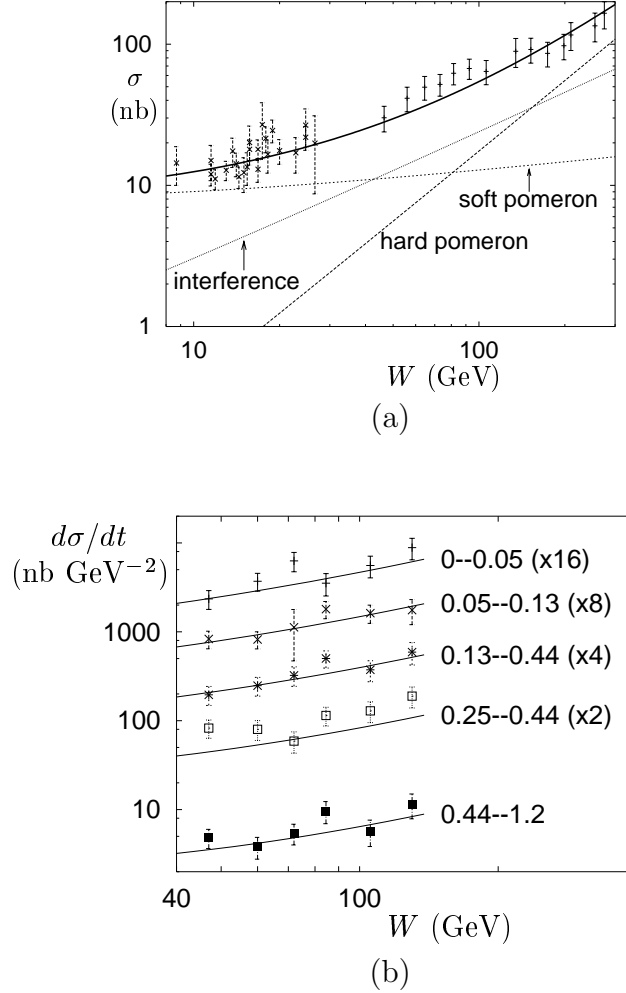 100
σ
(nb)
10
soft pomeron
hard pomeron
interference
1
10
100
W (GeV)
(a)
dσ/dt
(nb GeV−2)
0--0.05 (x16)
0.05--0.13 (x8)
1000
0.13--0.44 (x4)
100
0.25--0.44 (x2)
10
0.44--1.2
40
100
W (GeV)
(b)